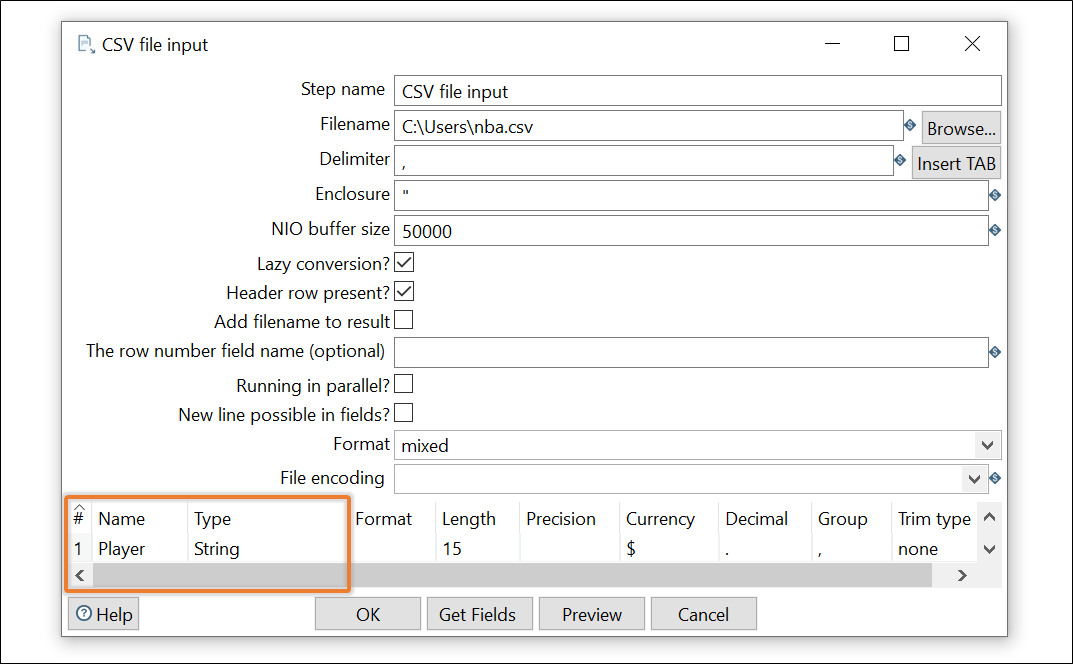 CSV file input
Step name CSV file input
Filename C:\Users\nba.csv Browse...
Delimiter , Insert TAB
Enclosure "
NIO buffer size 50000
Lazy conversion?
Header row present?
Add filename to result
The row number field name (optional)
Running in parallel?
New line possible in fields?
Format mixed
File encoding
# Name Type Format Length Precision Currency Decimal Group Trim type
1 Player String 15 $ . , none
Help OK Get Fields Preview Cancel